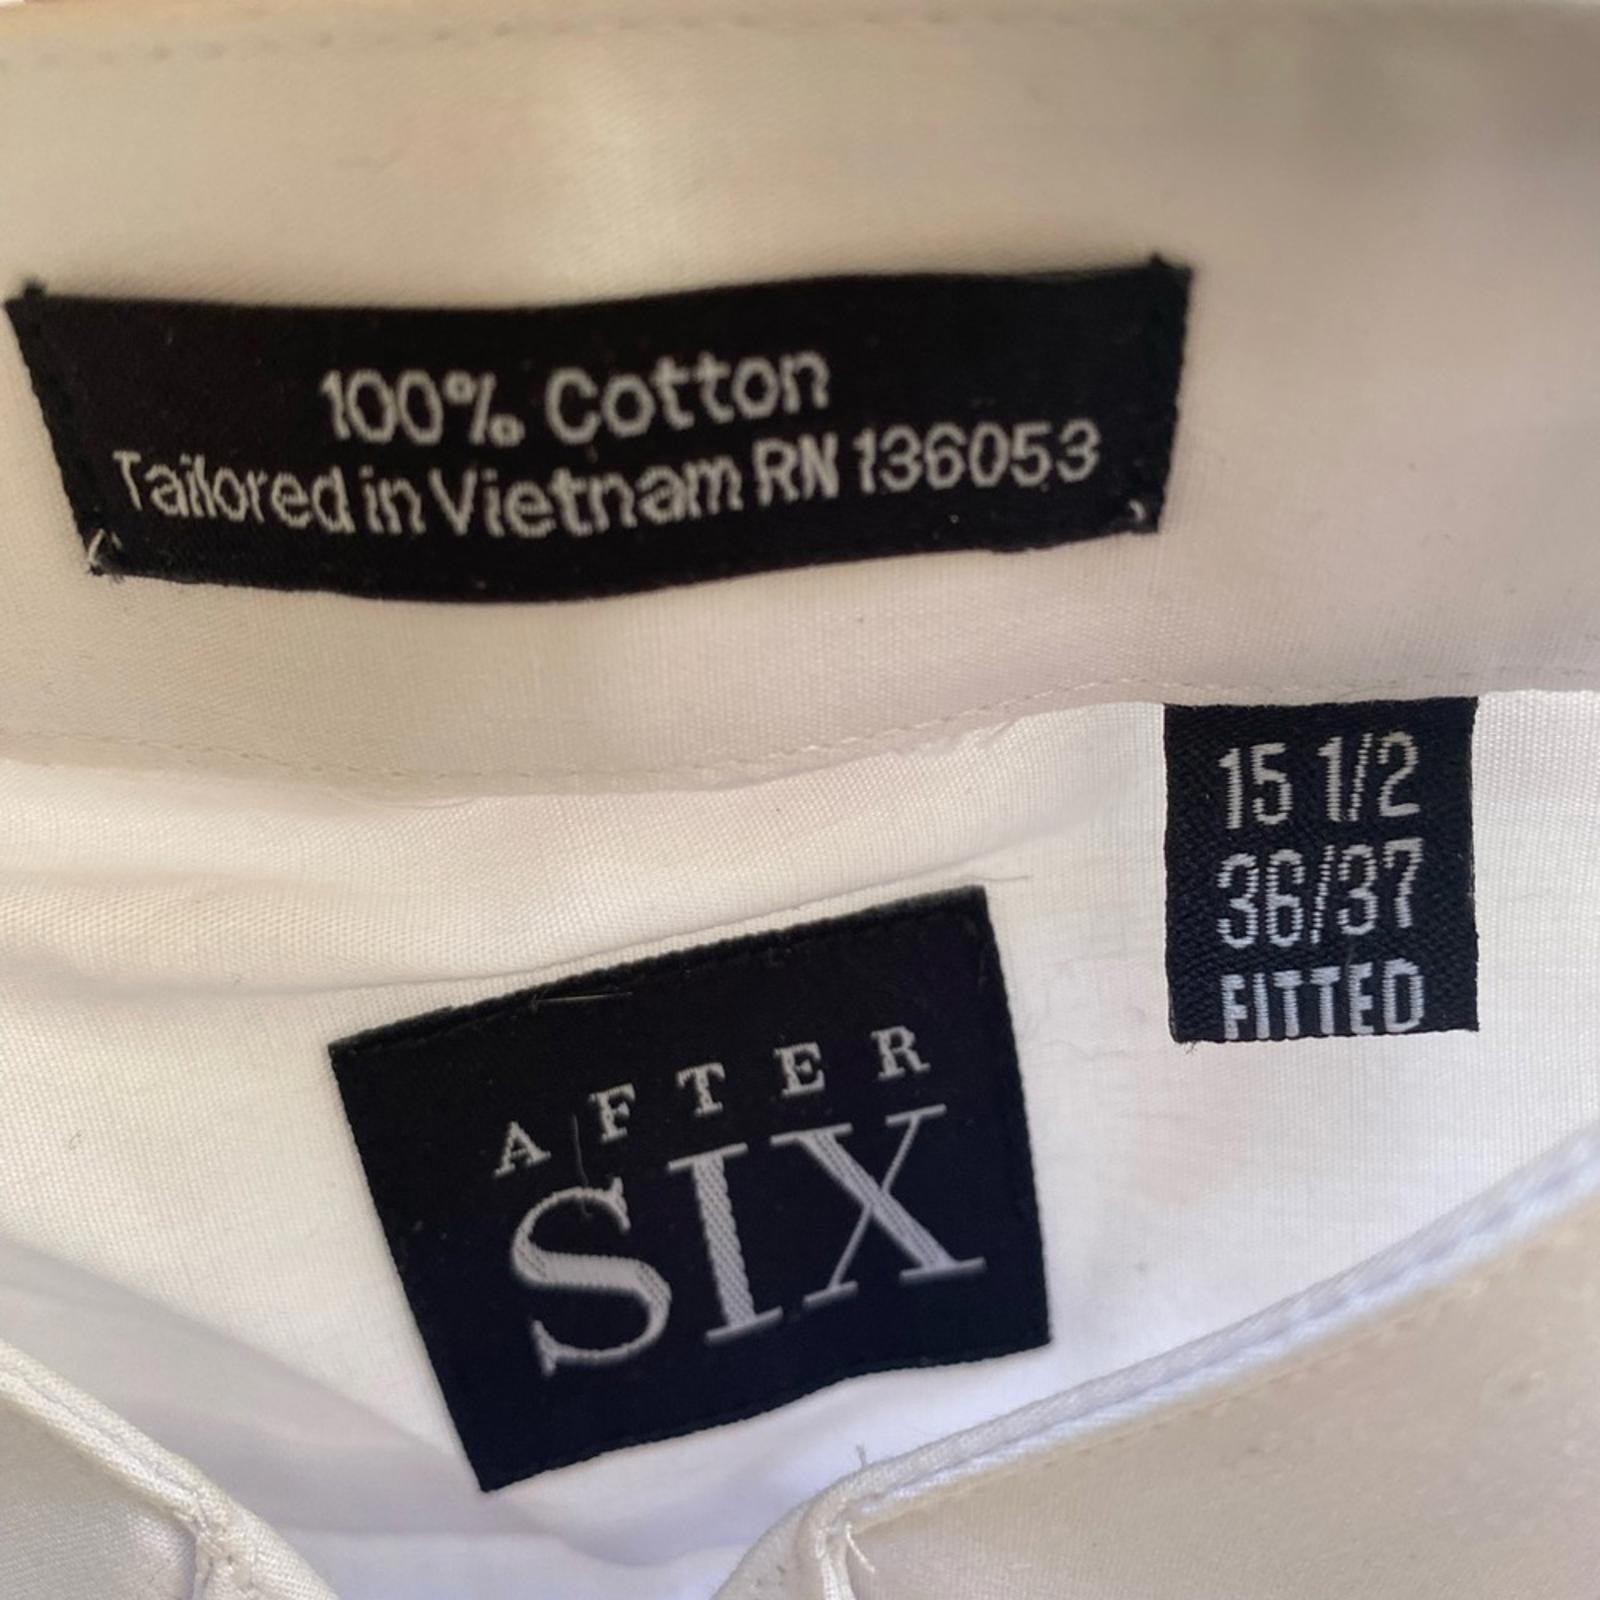 100% Cotton
Tailored in Vietnam RN 136053
15 1/2
36/37
FITTED
AFTER
SIX